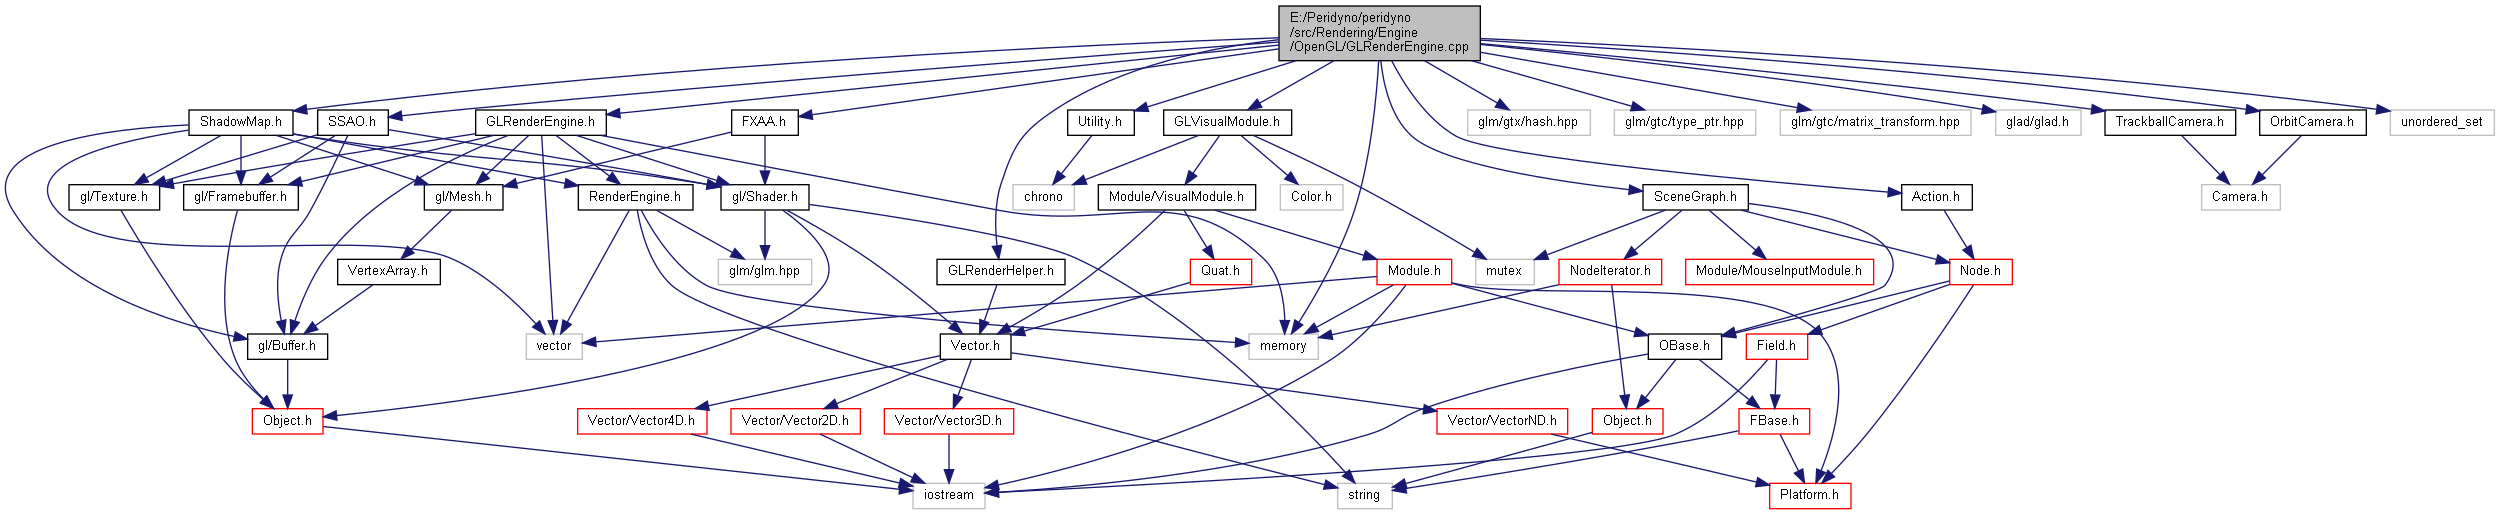 E:/Peridyno/peridyno
/src/Rendering/Engine
/OpenGL/GLRenderEngine.cpp
ShadowMap.h
SSAO.h
GLRenderEngine.h
FXAA.h
Utility.h
GLVisualModule.h
glm/gtx/hash.hpp
glm/gtc/type_ptr.hpp
glm/gtc/matrix_transform.hpp
glad/glad.h
TrackballCamera.h
OrbitCamera.h
unordered_set
gl/Texture.h
gl/Framebuffer.h
gl/Mesh.h
RenderEngine.h
gl/Shader.h
chrono
Module/VisualModule.h
Color.h
SceneGraph.h
Action.h
Camera.h
VertexArray.h
glm/glm.hpp
GLRenderHelper.h
Quat.h
Module.h
mutex
NodeIterator.h
Module/MouseInputModule.h
Node.h
gl/Buffer.h
vector
Vector.h
memory
OBase.h
Field.h
Object.h
Vector/Vector4D.h
Vector/Vector2D.h
Vector/Vector3D.h
Vector/VectorND.h
Object.h
FBase.h
iostream
string
Platform.h